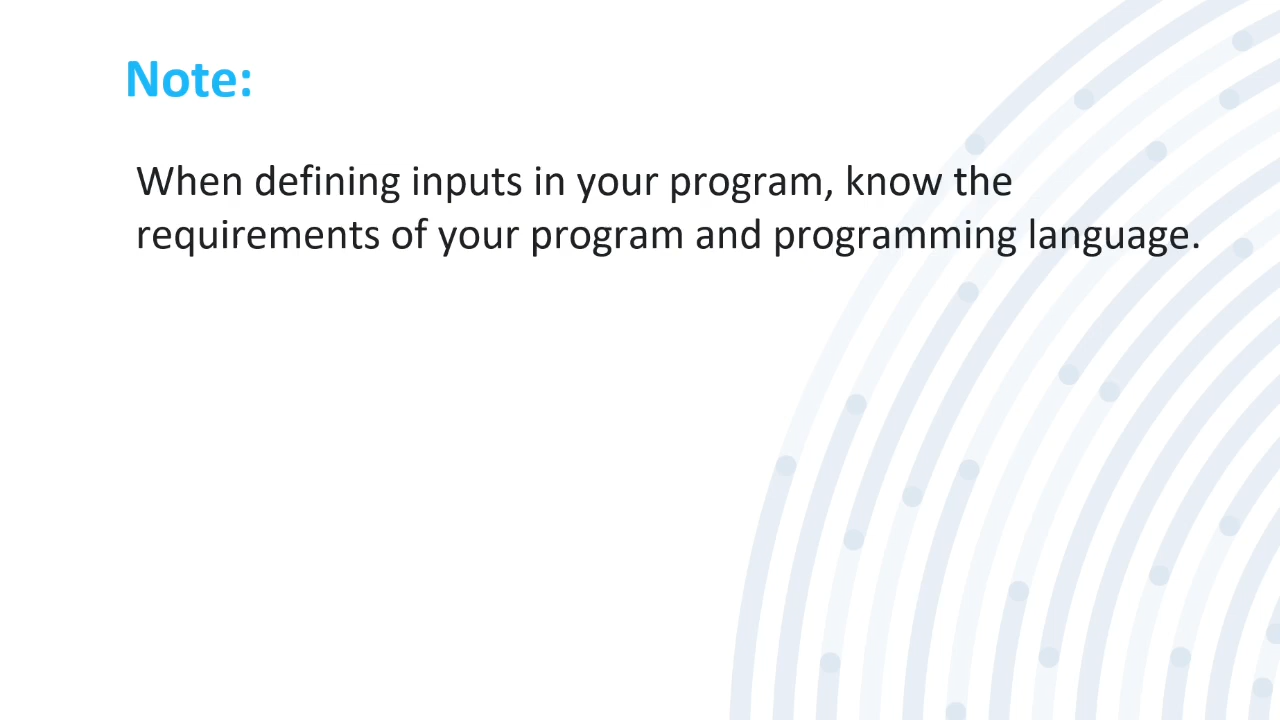 Note:
When defining inputs in your program, know the
requirements of your program and programming language.